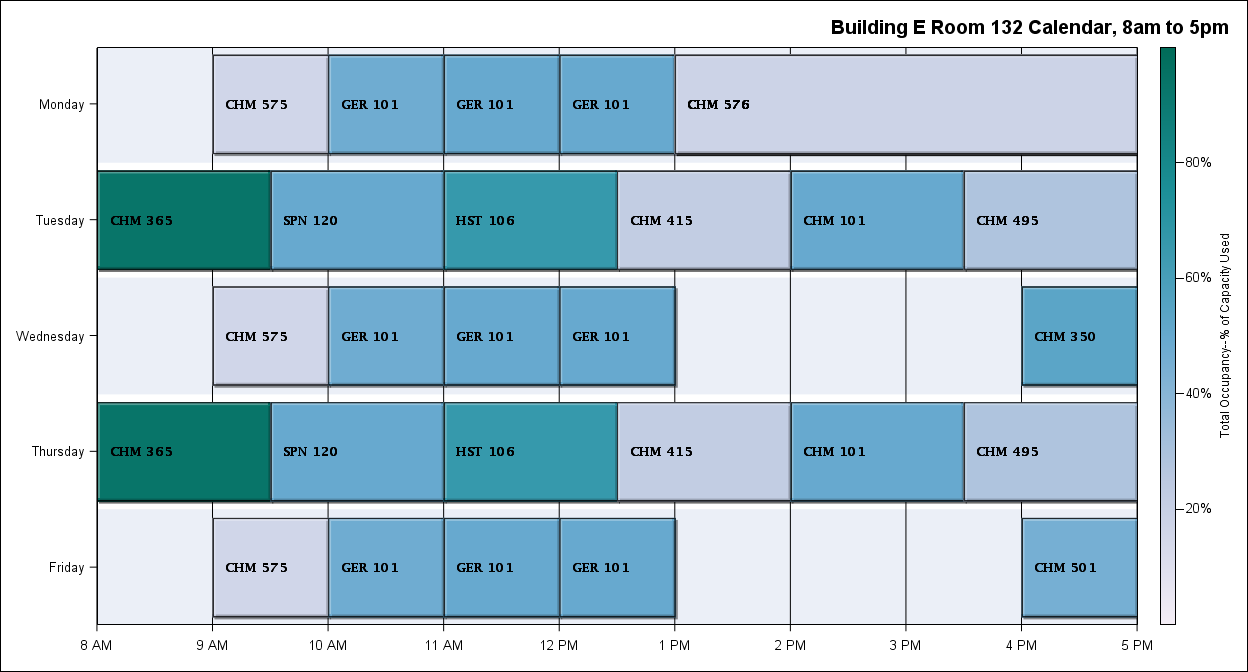 Building E Room 132 Calendar, 8am to 5pm
Monday
CHM 575
GER 101
GER 101
GER 101
CHM 576
Tuesday
CHM 365
SPN 120
HST 106
CHM 415
CHM 101
CHM 495
Wednesday
CHM 575
GER 101
GER 101
GER 101
CHM 350
Thursday
CHM 365
SPN 120
HST 106
CHM 415
CHM 101
CHM 495
Friday
CHM 575
GER 101
GER 101
GER 101
CHM 501
8 AM
9 AM
10 AM
11 AM
12 PM
1 PM
2 PM
3 PM
4 PM
5 PM
80%
60%
40%
20%
Total Occupancy--% of Capacity Used